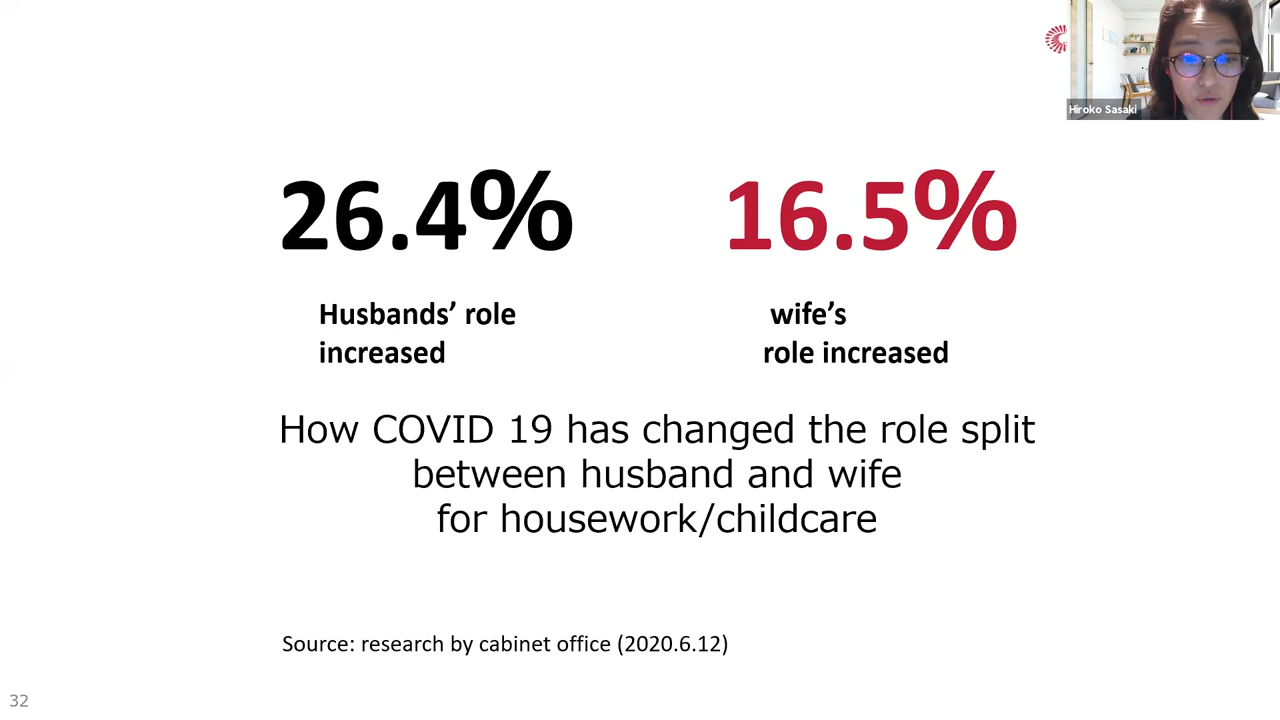 Hiroko Sasaki
26.4%
16.5%
Husbands’ role
increased
wife’s
role increased
How COVID 19 has changed the role split
between husband and wife
for housework/childcare
Source: research by cabinet office (2020.6.12)
32